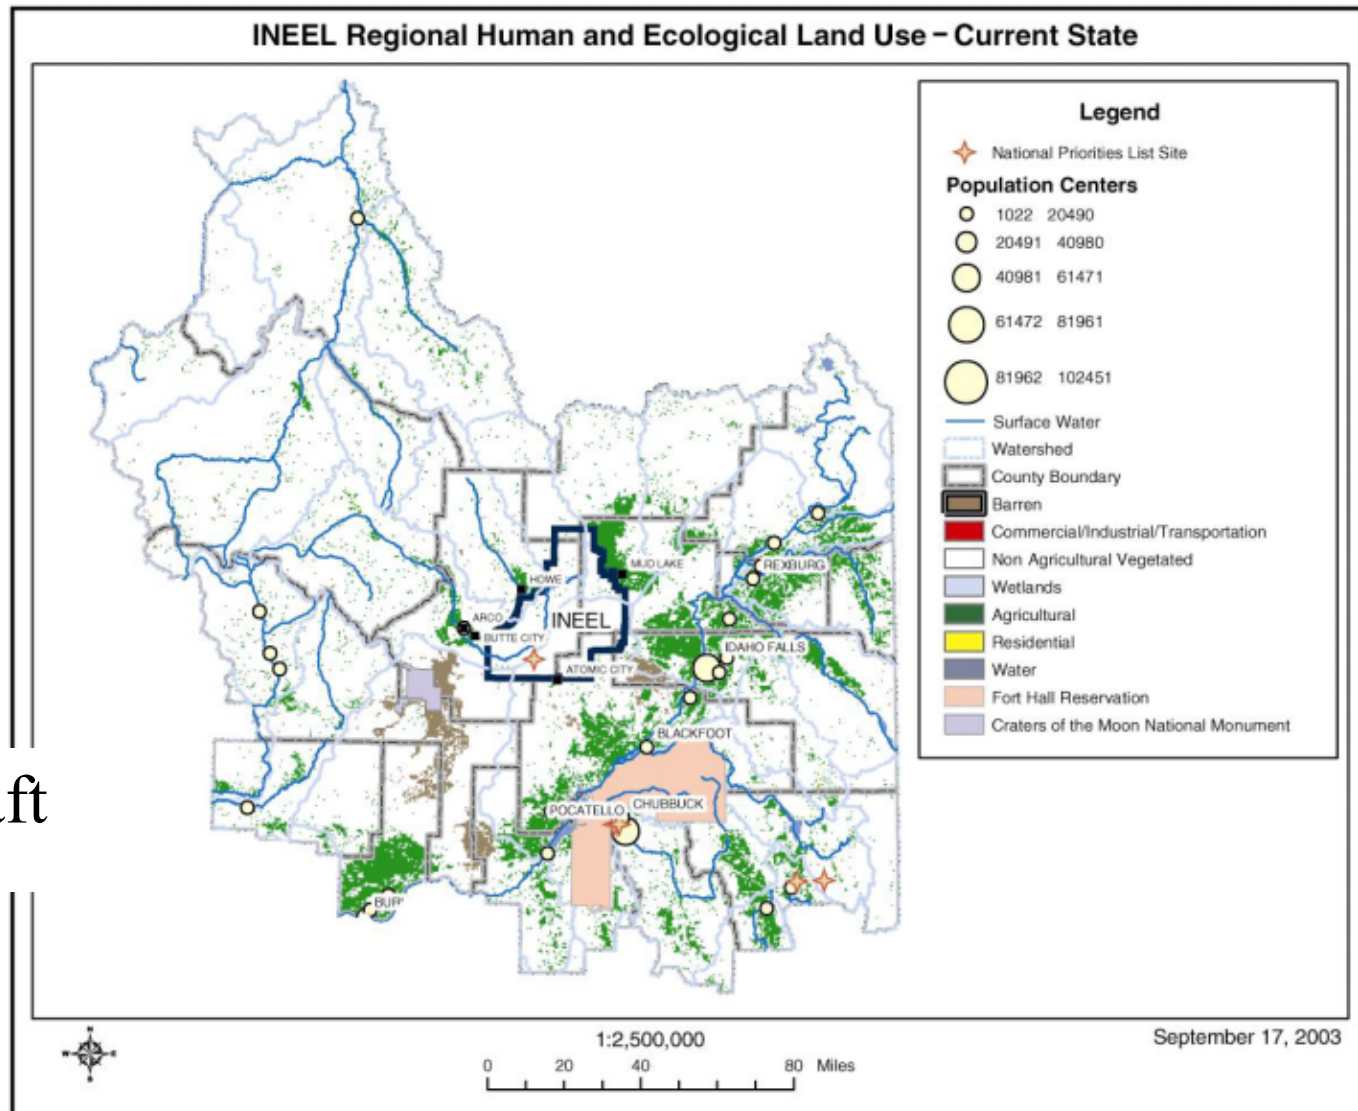 INEEL Regional Human and Ecological Land Use – Current State
Legend
National Priorities List Site
Population Centers
1022 20490
20491 40980
40981 61471
61472 81961
81962 102451
Surface Water
Watershed
County Boundary
Barren
Commercial/Industrial/Transportation
Non Agricultural Vegetated
Wetlands
Agricultural
Residential
Water
Fort Hall Reservation
Craters of the Moon National Monument
REXBURG
MUD LAKE
HOWE
ARCO
INEEL
BUTTE CITY
IDAHO FALLS
ATOMIC CITY
BLACKFOOT
CHUBBUCK
POCATELLO
BUR
ft
N
W E
S
1:2,500,000
September 17, 2003
0 20 40 80 Miles